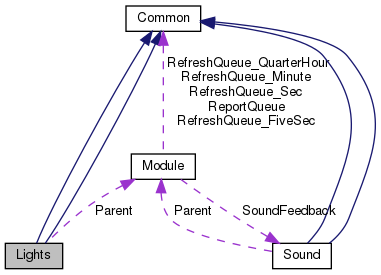 Common
RefreshQueue_QuarterHour
RefreshQueue_Minute
RefreshQueue_Sec
ReportQueue
RefreshQueue_FiveSec
Module
Parent
Parent
SoundFeedback
Lights
Sound